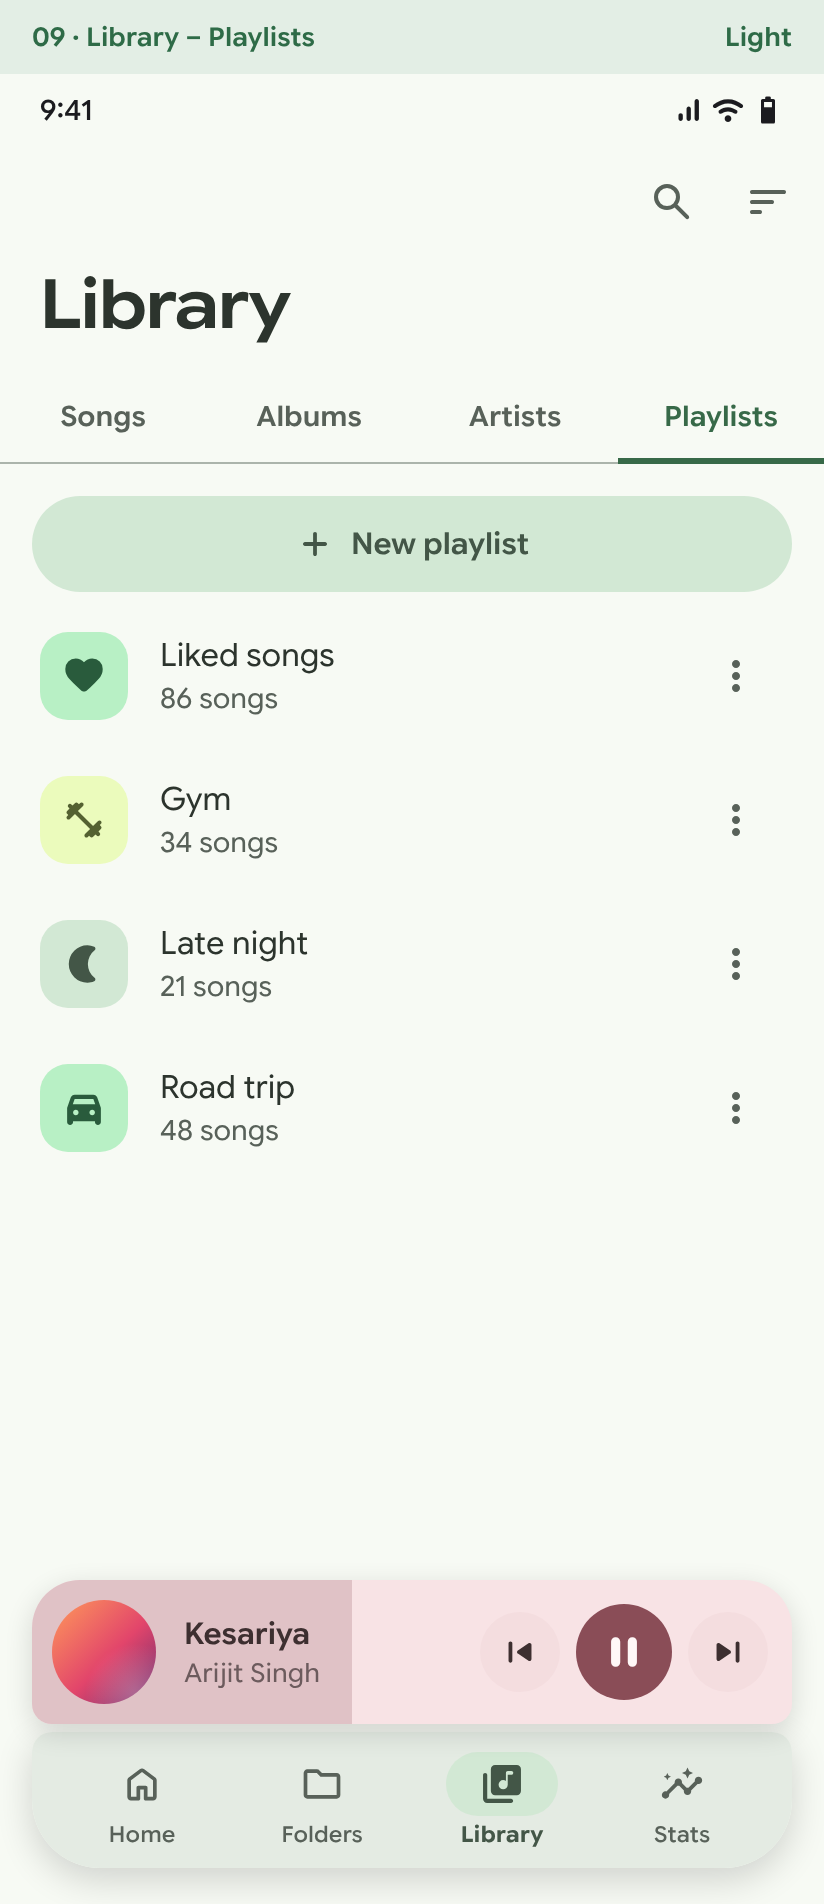 09 · Library – Playlists
Light
9:41
Library
Songs
Albums
Artists
Playlists
New playlist
Liked songs
86 songs
Gym
34 songs
Late night
21 songs
Road trip
48 songs
Kesariya
Arijit Singh
Home
Folders
Library
Stats